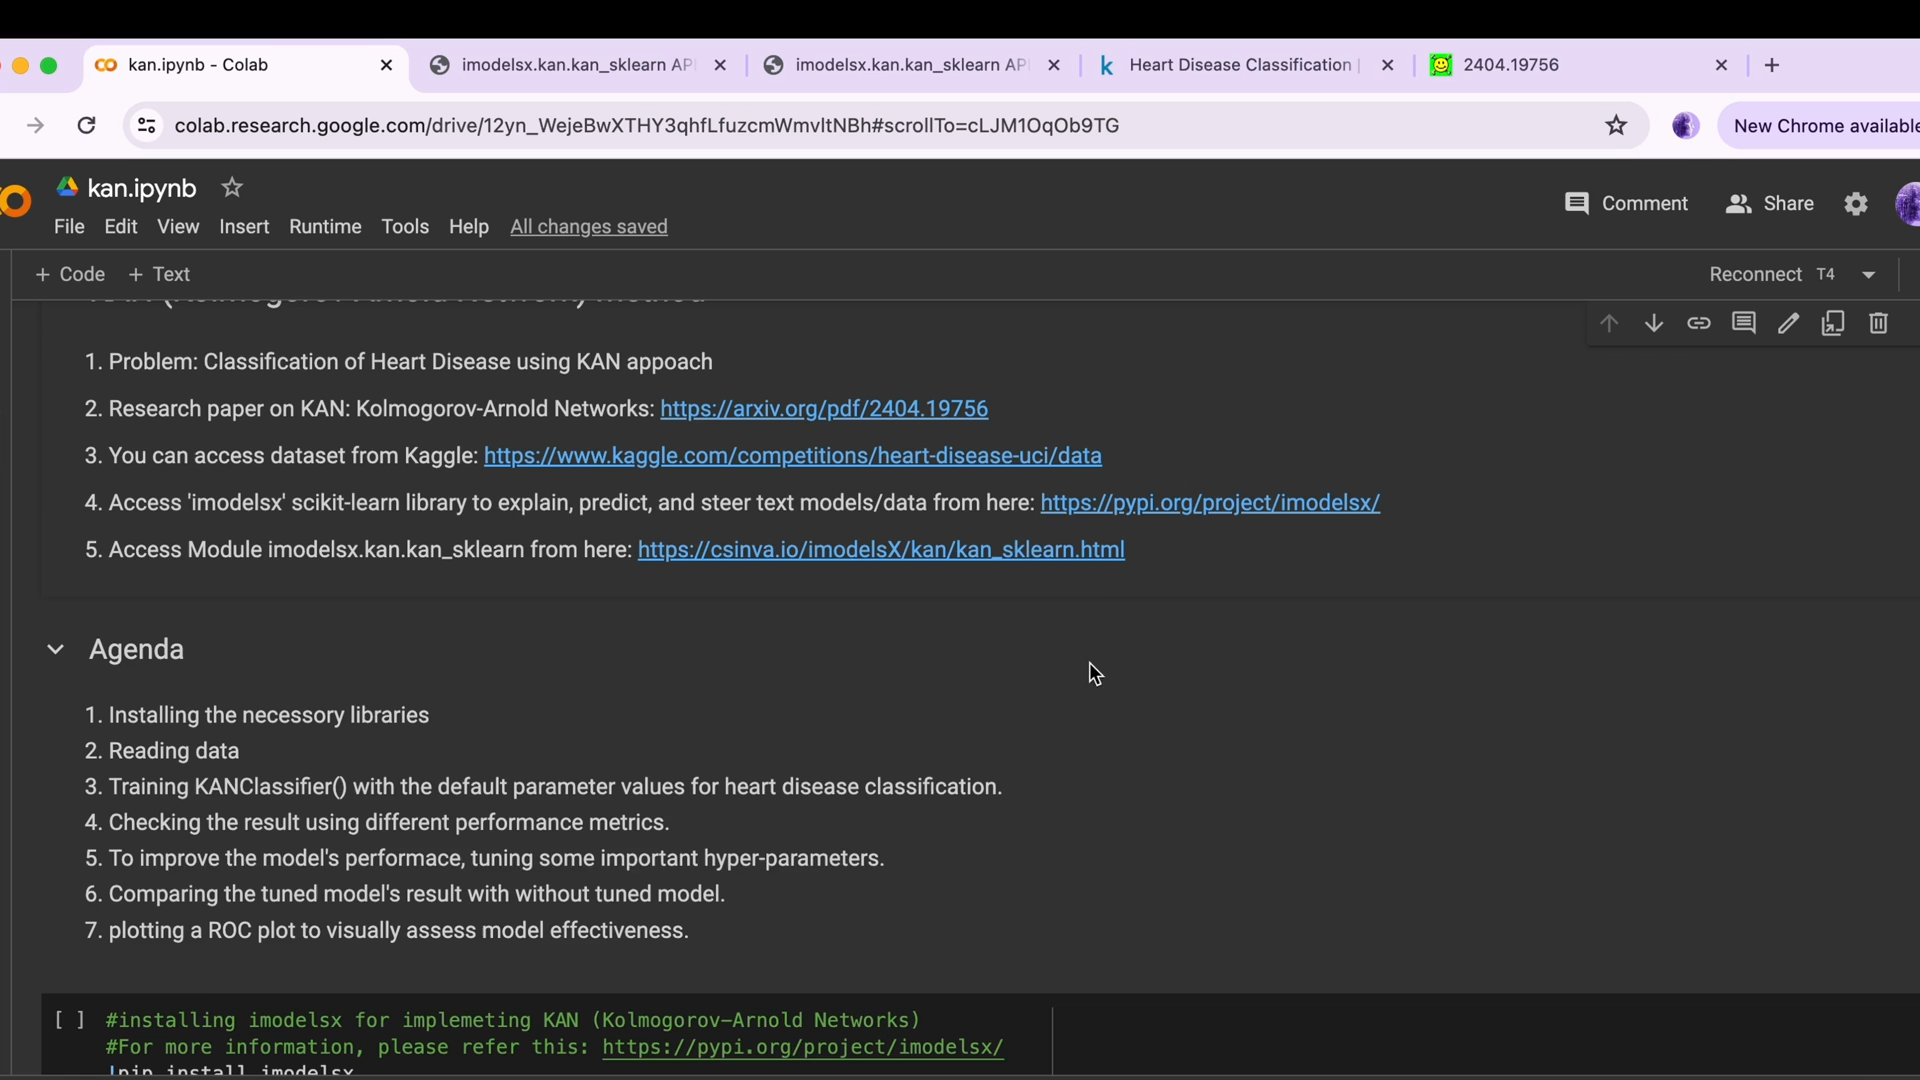 kan.ipynb - Colab
imodelsx.kan.kan_sklearn AP
imodelsx.kan.kan_sklearn AP
Heart Disease Classification
2404.19756
colab.research.google.com/drive/12yn_WejeBwXTHY3qhfLfuzcmWmvltNBh#scrollTo=cLJM1OqOb9TG
New Chrome available
kan.ipynb
File Edit View Insert Runtime Tools Help All changes saved
Comment Share
+ Code + Text
Reconnect T4
1. Problem: Classification of Heart Disease using KAN appoach
2. Research paper on KAN: Kolmogorov-Arnold Networks: https://arxiv.org/pdf/2404.19756
3. You can access dataset from Kaggle: https://www.kaggle.com/competitions/heart-disease-uci/data
4. Access 'imodelsx' scikit-learn library to explain, predict, and steer text models/data from here: https://pypi.org/project/imodelsx/
5. Access Module imodelsx.kan.kan_sklearn from here: https://csinva.io/imodelsX/kan/kan_sklearn.html
Agenda
1. Installing the necessory libraries
2. Reading data
3. Training KANClassifier() with the default parameter values for heart disease classification.
4. Checking the result using different performance metrics.
5. To improve the model's performace, tuning some important hyper-parameters.
6. Comparing the tuned model's result with without tuned model.
7. plotting a ROC plot to visually assess model effectiveness.
[ ] #installing imodelsx for implemeting KAN (Kolmogorov-Arnold Networks)
#For more information, please refer this: https://pypi.org/project/imodelsx/
!pip install imodelsx